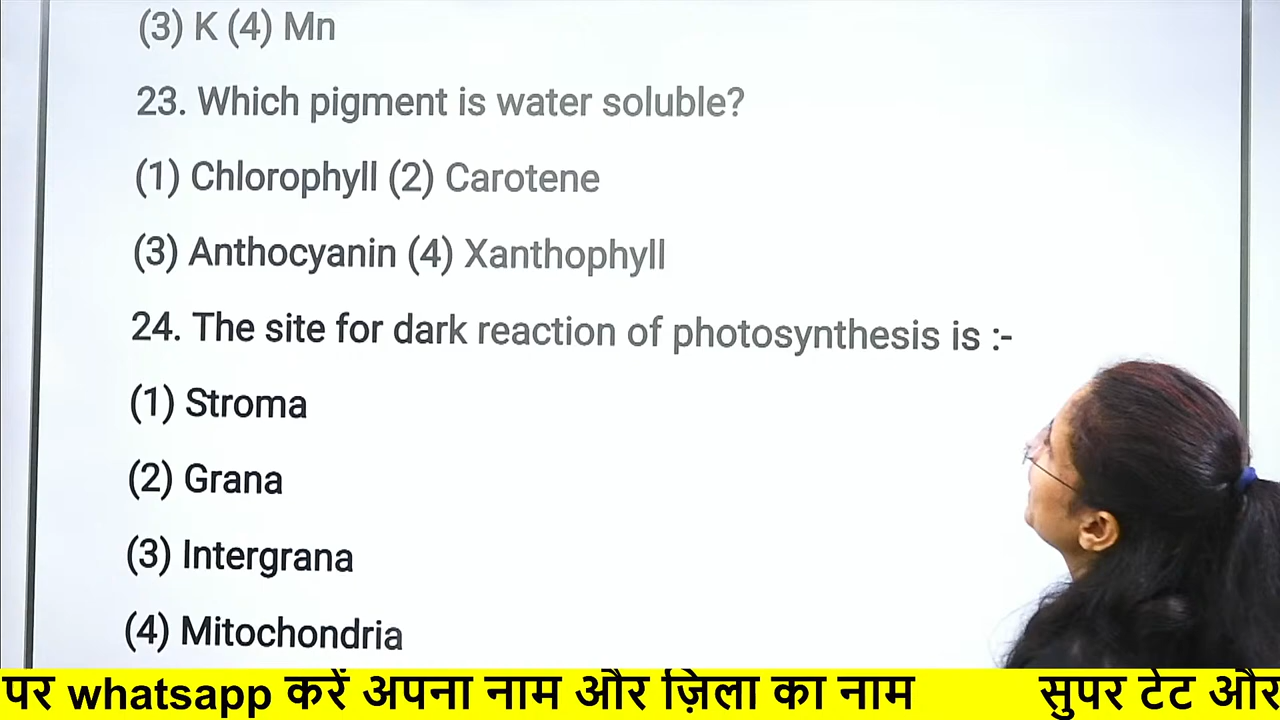 (3) K (4) Mn
23. Which pigment is water soluble?
(1) Chlorophyll (2) Carotene
(3) Anthocyanin (4) Xanthophyll
24. The site for dark reaction of photosynthesis is :-
(1) Stroma
(2) Grana
(3) Intergrana
(4) Mitochondria
पर whatsapp करें अपना नाम और ज़िला का नाम सुपर टेट और